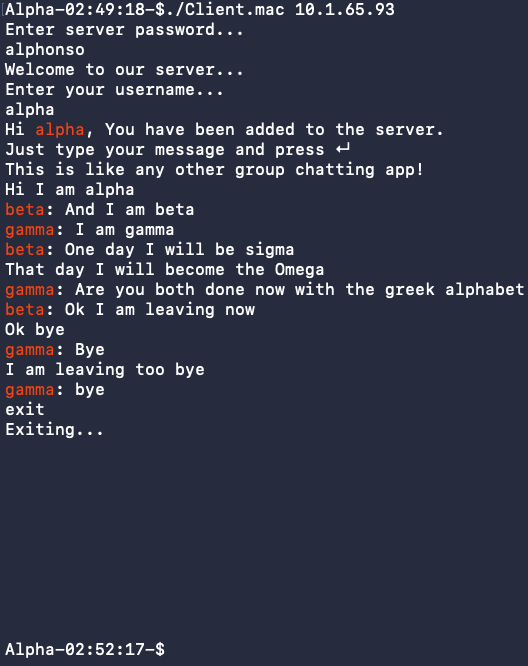 Alpha-02:49:18-$./Client.mac 10.1.65.93
Enter server password...
alphonso
Welcome to our server...
Enter your username...
alpha
Hi alpha, You have been added to the server.
Just type your message and press ↵
This is like any other group chatting app!
Hi I am alpha
beta: And I am beta
gamma: I am gamma
beta: One day I will be sigma
That day I will become the Omega
gamma: Are you both done now with the greek alphabet
beta: Ok I am leaving now
Ok bye
gamma: Bye
I am leaving too bye
gamma: bye
exit
Exiting...
Alpha-02:52:17-$